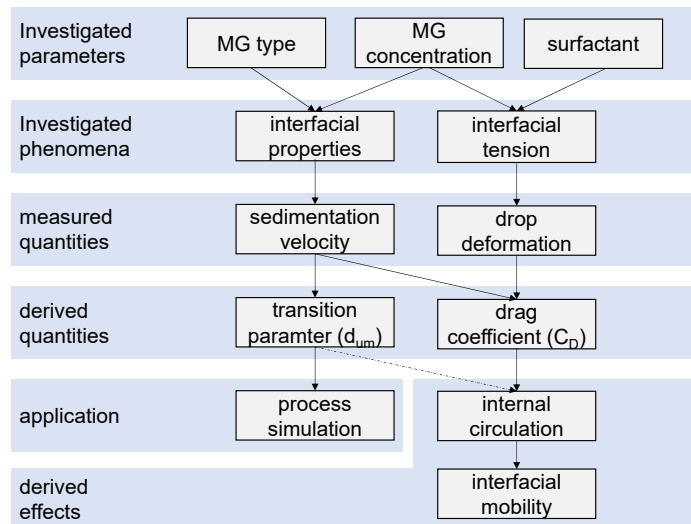 Investigated
parameters
MG type
MG
concentration
surfactant
Investigated
phenomena
interfacial
properties
interfacial
tension
measured
quantities
sedimentation
velocity
drop
deformation
derived
quantities
transition
paramter (dum)
drag
coefficient (CD)
application
process
simulation
internal
circulation
derived
effects
interfacial
mobility